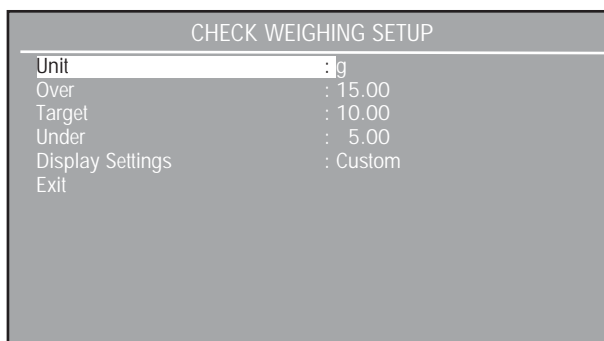 CHECK WEIGHING SETUP
Unit : g
Over : 15.00
Target : 10.00
Under : 5.00
Display Settings : Custom
Exit